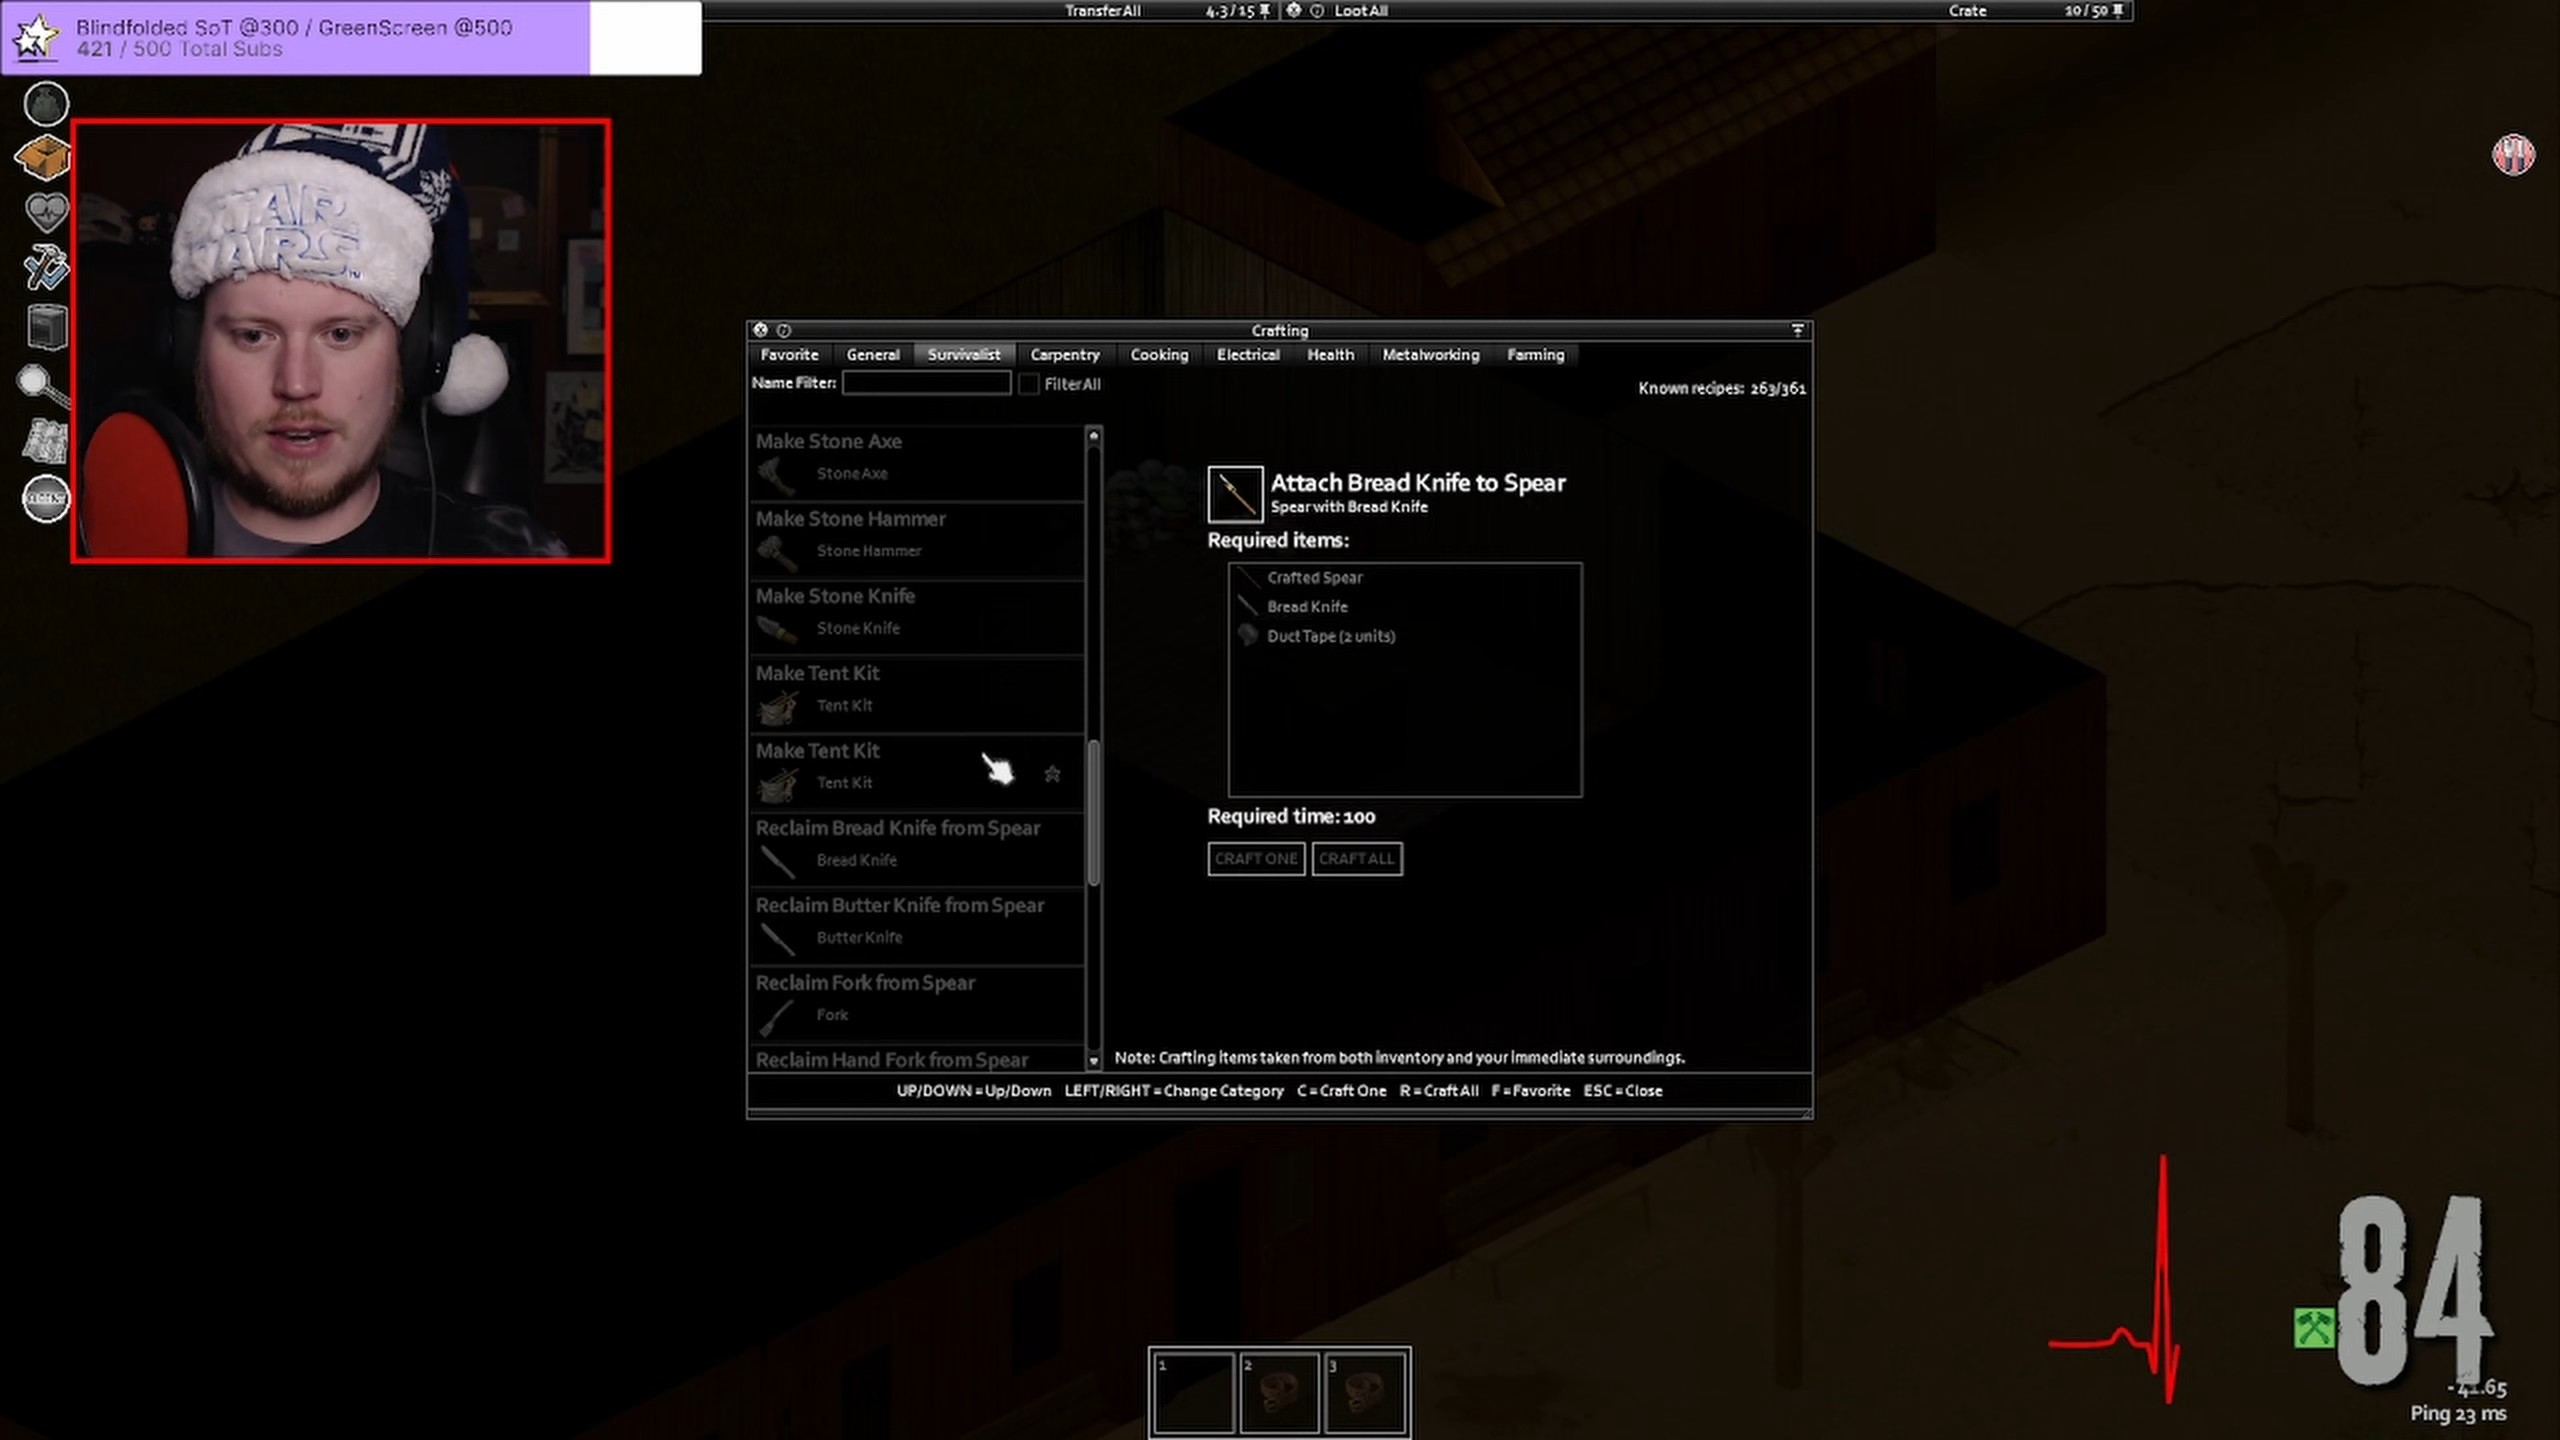 Blindfolded SoT @300 / GreenScreen @500
421 / 500 Total Subs
Transfer All
4.3 / 15
Loot All
Crate
10 / 50
STAR WARS
Crafting
Favorite
General
Survivalist
Carpentry
Cooking
Electrical
Health
Metalworking
Farming
Name Filter:
Filter All
Known recipes: 263/361
Make Stone Axe
Stone Axe
Make Stone Hammer
Stone Hammer
Make Stone Knife
Stone Knife
Make Tent Kit
Tent Kit
Make Tent Kit
Tent Kit
Reclaim Bread Knife from Spear
Bread Knife
Reclaim Butter Knife from Spear
Butter Knife
Reclaim Fork from Spear
Fork
Reclaim Hand Fork from Spear
Attach Bread Knife to Spear
Spear with Bread Knife
Required items:
Crafted Spear
Bread Knife
Duct Tape (2 units)
Required time: 100
CRAFT ONE
CRAFT ALL
Note: Crafting items taken from both inventory and your immediate surroundings.
UP/DOWN = Up/Down LEFT/RIGHT = Change Category C = Craft One R = Craft All F = Favorite ESC = Close
1
2
3
84
Ping 23 ms